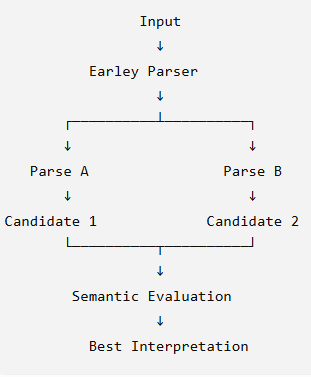 Input
Earley Parser
Parse A Parse B
Candidate 1 Candidate 2
Semantic Evaluation
Best Interpretation